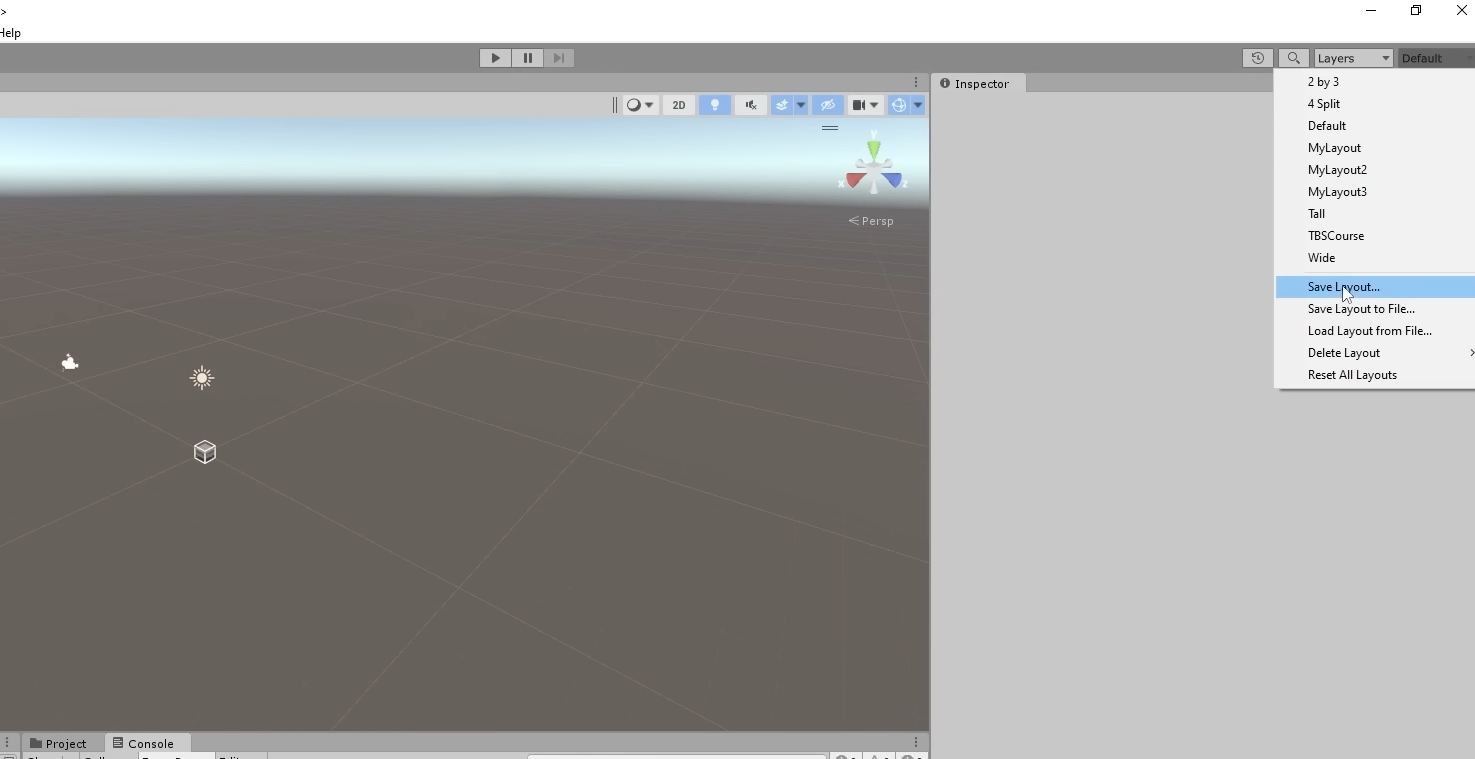 >
Help
Layers
Default
Inspector
2D
y
x
z
Persp
2 by 3
4 Split
Default
MyLayout
MyLayout2
MyLayout3
Tall
TBSCourse
Wide
Save Layout...
Save Layout to File...
Load Layout from File...
Delete Layout
Reset All Layouts
Project
Console